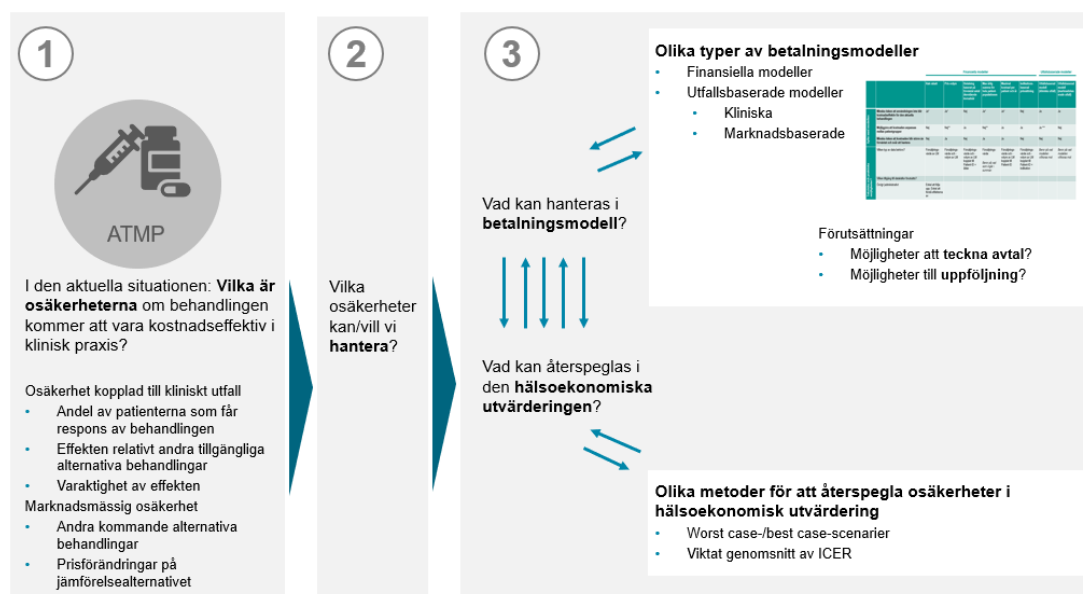 1
ATMP
I den aktuella situationen: Vilka är
osäkerheterna om behandlingen
kommer att vara kostnadseffektiv i
klinisk praxis?
Osäkerhet kopplad till kliniskt utfall
• Andel av patienterna som får
respons av behandlingen
• Effekten relativt andra tillgängliga
alternativa behandlingar
• Varaktighet av effekten
Marknadsmässig osäkerhet
• Andra kommande alternativa
behandlingar
• Prisförändringar på
jämförelsealternativet
2
Vilka
osäkerheter
kan/vill vi
hantera?
3
Vad kan hanteras i
betalningsmodell?
Vad kan återspeglas i
den hälsoekonomiska
utvärderingen?
Olika typer av betalningsmodeller
• Finansiella modeller
• Utfallsbaserade modeller
• Kliniska
• Marknadsbaserade
Förutsättningar
• Möjligheter att teckna avtal?
• Möjligheter till uppföljning?
Olika metoder för att återspegla osäkerheter i
hälsoekonomisk utvärdering
• Worst case-/best case-scenarier
• Viktat genomsnitt av ICER